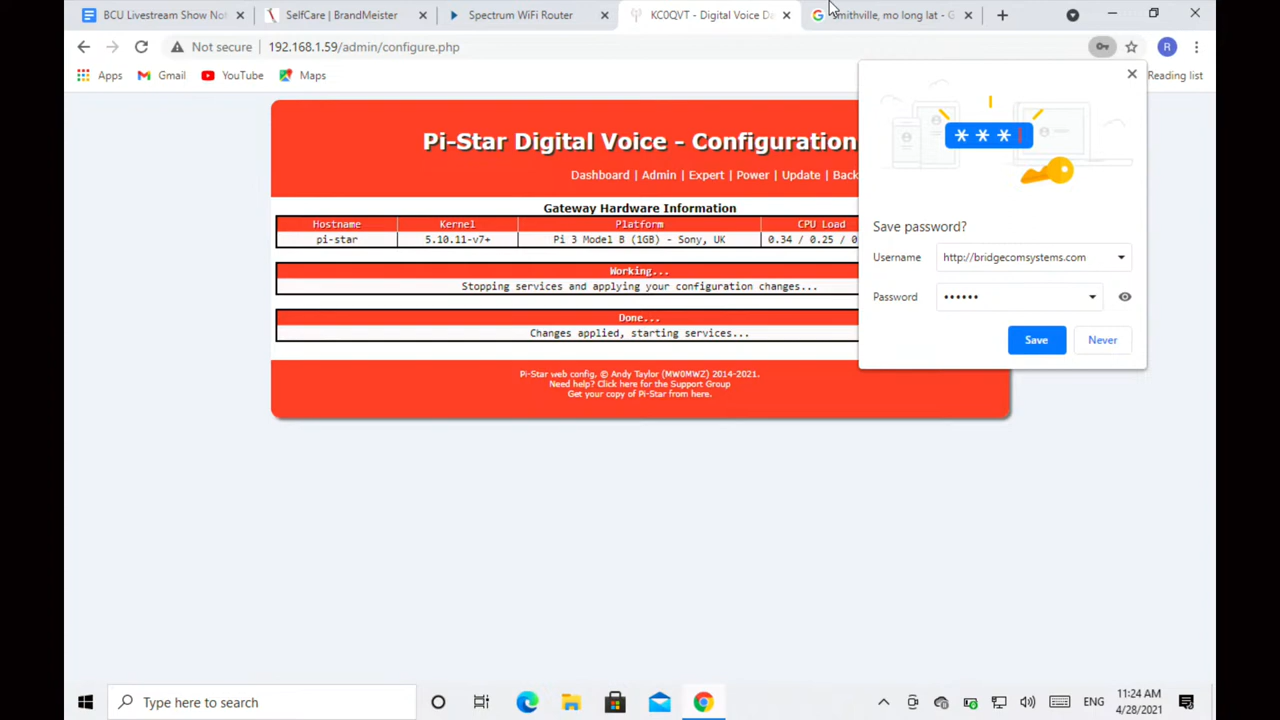 BCU Livestream Show Not
SelfCare | BrandMeister
Spectrum WiFi Router
KC0QVT - Digital Voice Da
smithville, mo long lat - G
Not secure
192.168.1.59/admin/configure.php
R
Apps
Gmail
YouTube
Maps
Reading list
Pi-Star Digital Voice - Configuration
Dashboard | Admin | Expert | Power | Update | Back
Gateway Hardware Information
Hostname Kernel Platform CPU Load
pi-star 5.10.11-v7+ Pi 3 Model B (1GB) - Sony, UK 0.34 / 0.25 / 0
Working...
Stopping services and applying your configuration changes...
Done...
Changes applied, starting services...
Pi-Star web config, © Andy Taylor (MW0MWZ) 2014-2021.
Need help? Click here for the Support Group
Get your copy of Pi-Star from here.
***
Save password?
Username http://bridgecomsystems.com
Password ••••••
Save Never
Type here to search
ENG
11:24 AM
4/28/2021